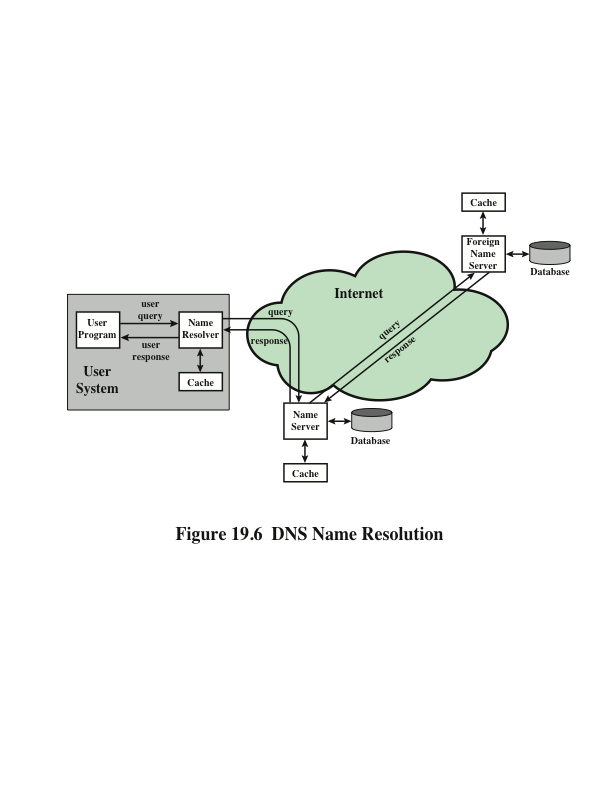 Cache
Foreign
Name
Server
Database
Internet
user
query
User
Program
Name
Resolver
user
response
User
System
Cache
query
response
query
response
Name
Server
Database
Cache
Figure 19.6 DNS Name Resolution